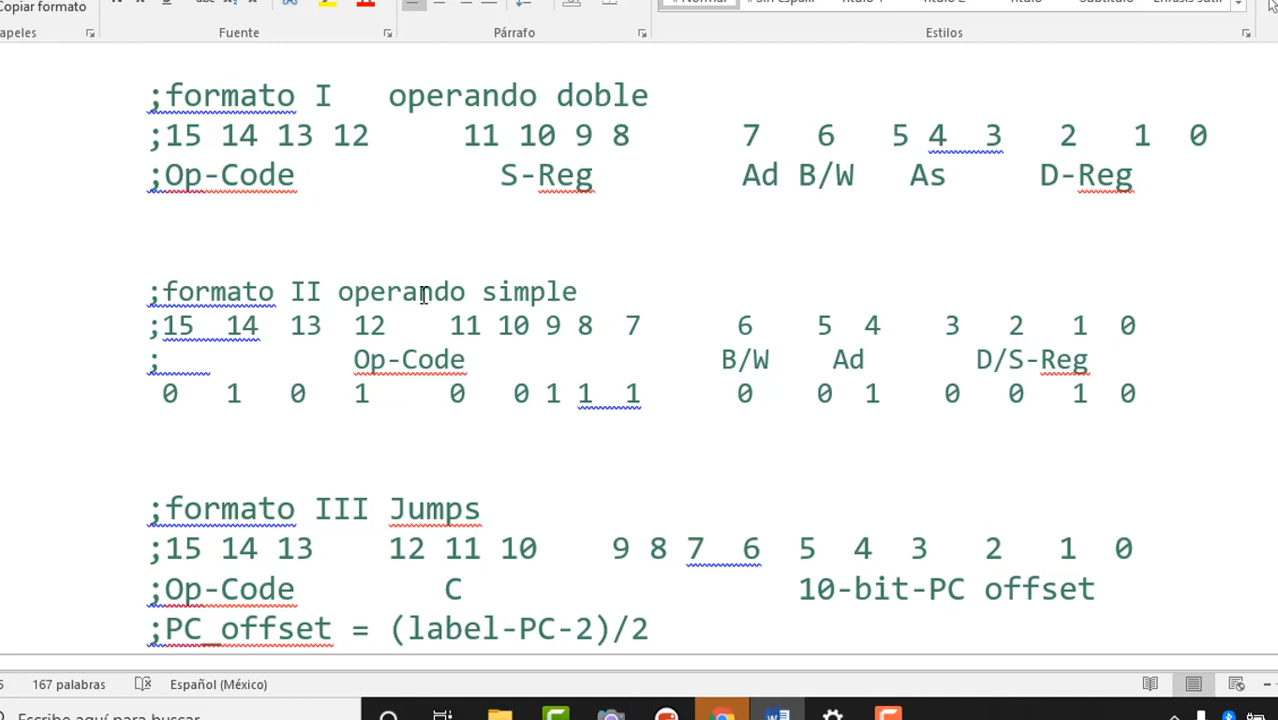 Copiar formato
Fuente
Párrafo
Estilos
;formato I operando doble
;15 14 13 12 11 10 9 8 7 6 5 4 3 2 1 0
;Op-Code S-Reg Ad B/W As D-Reg
;formato II operando simple
;15 14 13 12 11 10 9 8 7 6 5 4 3 2 1 0
; Op-Code B/W Ad D/S-Reg
0 1 0 1 0 0 1 1 1 0 0 1 0 0 1 0
;formato III Jumps
;15 14 13 12 11 10 9 8 7 6 5 4 3 2 1 0
;Op-Code C 10-bit-PC offset
;PC_offset = (label-PC-2)/2
167 palabras Español (México)